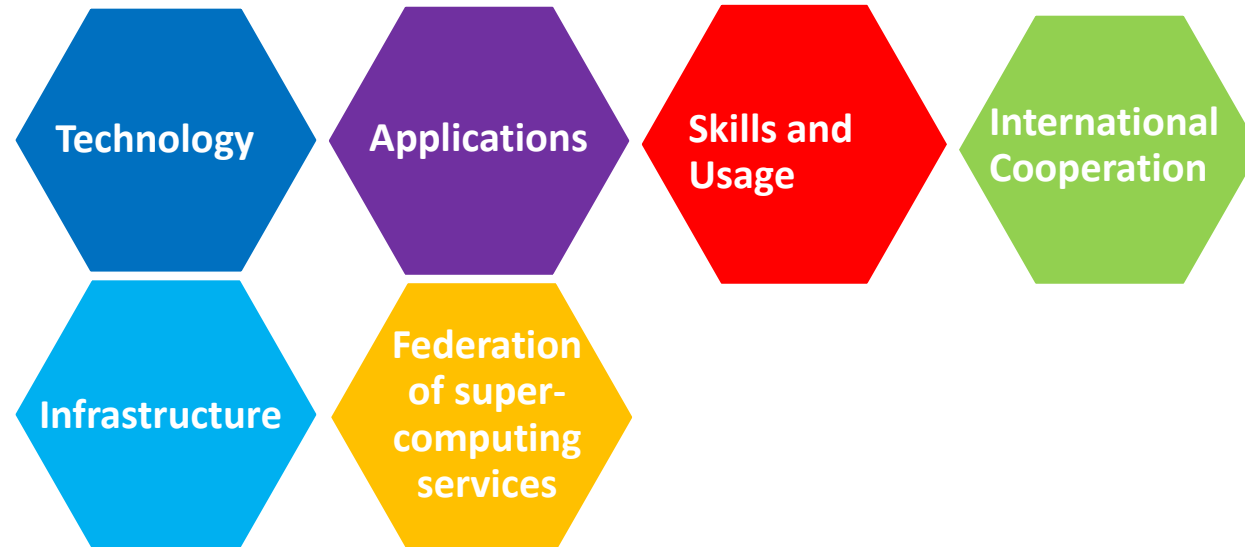 Technology
Applications
Skills and
Usage
International
Cooperation
Infrastructure
Federation
of super-
computing
services